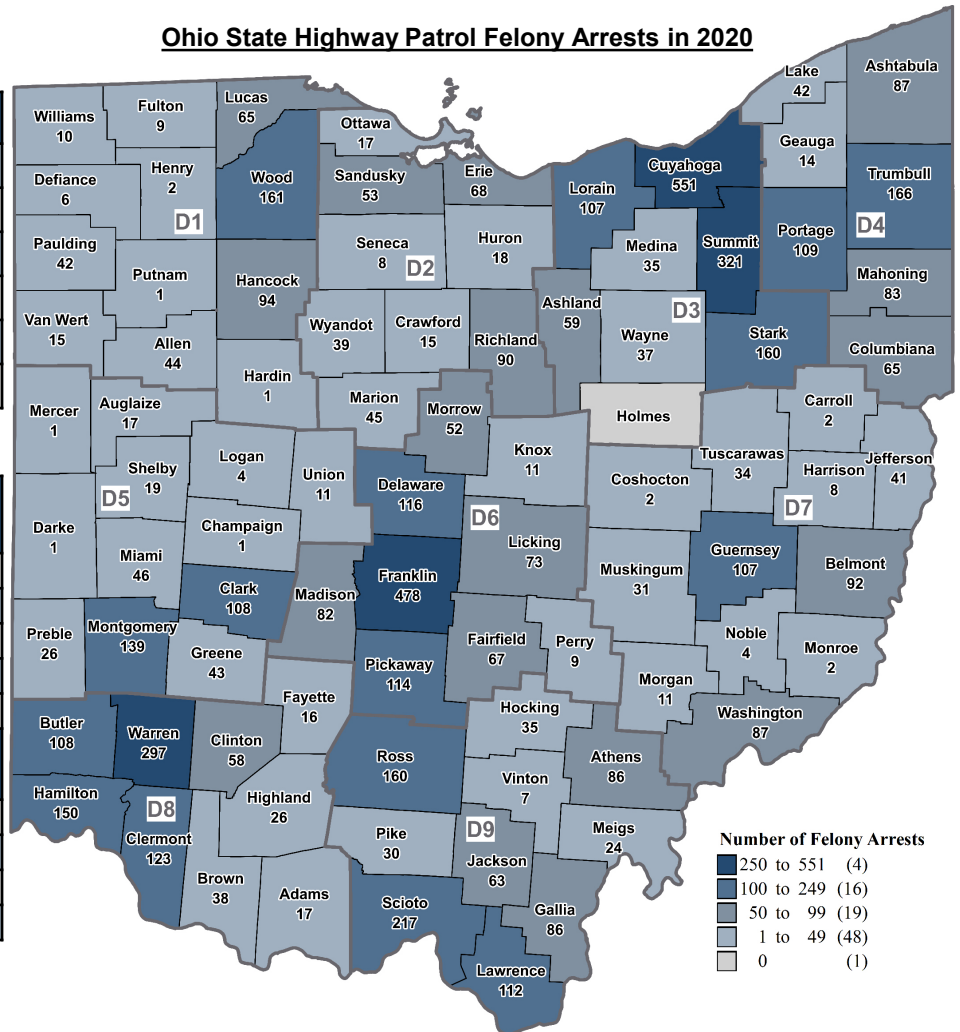 Ohio State Highway Patrol Felony Arrests in 2020
Lake
42
Ashtabula
87
Williams
10
Fulton
9
Lucas
65
Ottawa
17
Geauga
14
Defiance
6
Henry
2
D1
Wood
161
Sandusky
53
Erie
68
Lorain
107
Cuyahoga
551
Trumbull
166
D4
Paulding
42
Putnam
1
Hancock
94
Seneca
8
D2
Huron
18
Medina
35
Summit
321
Portage
109
Mahoning
83
Van Wert
15
Allen
44
Wyandot
39
Crawford
15
Richland
90
Ashland
59
D3
Wayne
37
Stark
160
Columbiana
65
Mercer
1
Auglaize
17
Hardin
1
Marion
45
Morrow
52
Knox
11
Holmes
Tuscarawas
34
Carroll
2
Harrison
8
Jefferson
41
D7
Shelby
19
D5
Logan
4
Union
11
Delaware
116
D6
Licking
73
Coshocton
2
Darke
1
Miami
46
Champaign
1
Clark
108
Madison
82
Franklin
478
Muskingum
31
Guernsey
107
Belmont
92
Preble
26
Montgomery
139
Greene
43
Pickaway
114
Fairfield
67
Perry
9
Morgan
11
Noble
4
Monroe
2
Fayette
16
Hocking
35
Washington
87
Butler
108
Warren
297
Clinton
58
Ross
160
Vinton
7
Athens
86
Hamilton
150
D8
Clermont
123
Highland
26
Pike
30
D9
Jackson
63
Meigs
24
Brown
38
Adams
17
Scioto
217
Gallia
86
Lawrence
112
Number of Felony Arrests
250 to 551 (4)
100 to 249 (16)
50 to 99 (19)
1 to 49 (48)
0 (1)